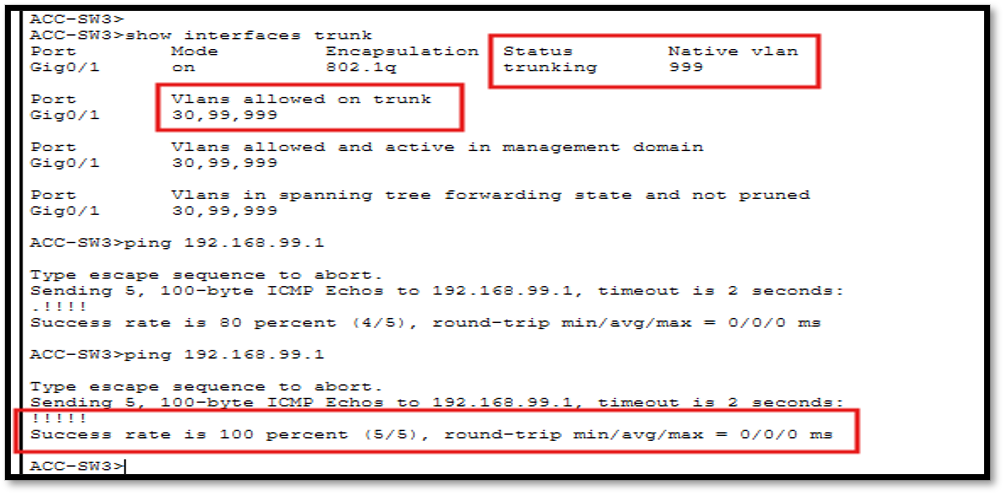 ACC-SW3>
ACC-SW3>show interfaces trunk
Port        Mode         Encapsulation  Status        Native vlan
Gig0/1      on           802.1q         trunking      999
Port        Vlans allowed on trunk
Gig0/1      30,99,999
Port        Vlans allowed and active in management domain
Gig0/1      30,99,999
Port        Vlans in spanning tree forwarding state and not pruned
Gig0/1      30,99,999
ACC-SW3>ping 192.168.99.1
Type escape sequence to abort.
Sending 5, 100-byte ICMP Echos to 192.168.99.1, timeout is 2 seconds:
.!!!!
Success rate is 80 percent (4/5), round-trip min/avg/max = 0/0/0 ms
ACC-SW3>ping 192.168.99.1
Type escape sequence to abort.
Sending 5, 100-byte ICMP Echos to 192.168.99.1, timeout is 2 seconds:
!!!!!
Success rate is 100 percent (5/5), round-trip min/avg/max = 0/0/0 ms
ACC-SW3>